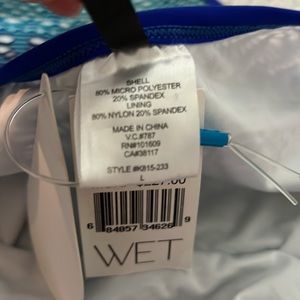 SHELL
80% MICRO POLYESTER
20% SPANDEX
LINING
80% NYLON 20% SPANDEX
MADE IN CHINA
V.C.#787
RN#101609
CA#38117
STYLE #K815-233
L
WET